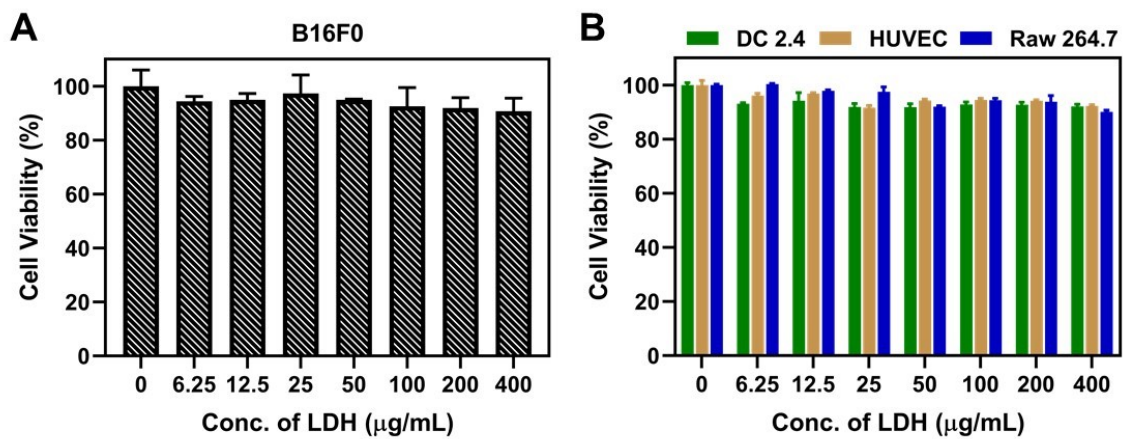 A
B16F0
Cell Viability (%)
100
80
60
40
20
0
0 6.25 12.5 25 50 100 200 400
Conc. of LDH (μg/mL)
B
DC 2.4 HUVEC Raw 264.7
Cell Viability (%)
100
80
60
40
20
0
0 6.25 12.5 25 50 100 200 400
Conc. of LDH (μg/mL)